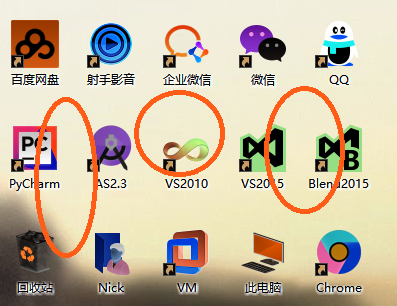 百度网盘 射手影音 企业微信 微信 QQ
PC
PyCharm AS2.3 VS2010 VS2015 Blend2015
回收站 Nick VM 此电脑 Chrome